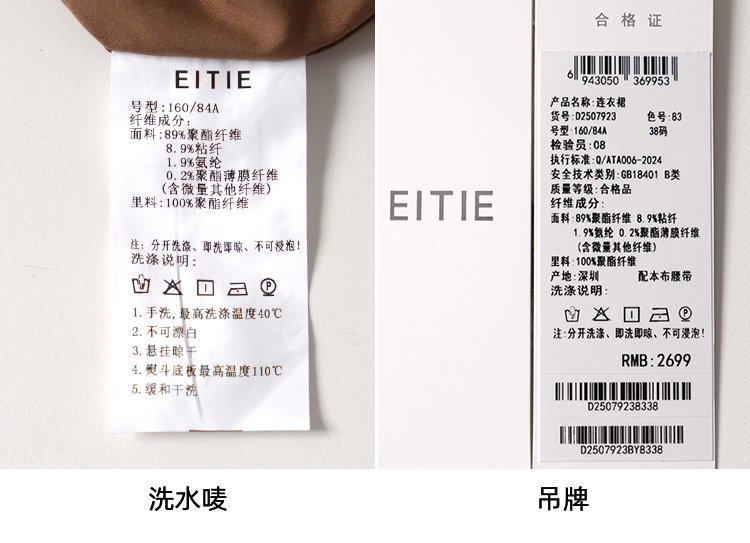 EITIE
号型:160/84A
纤维成分:
面料:89%聚酯纤维
8.9%粘纤
1.9%氨纶
0.2%聚酯薄膜纤维
(含微量其他纤维)
里料:100%聚酯纤维
注: 分开洗涤、即洗即晾、不可浸泡!
洗涤说明:
1.手洗,最高洗涤温度40℃
2.不可漂白
3.悬挂晾干
4.熨斗底板最高温度110℃
5.缓和干洗
洗水唛
EITIE
合格证
6 943050 369953
产品名称:连衣裙
货号:D2507923 色号:83
号型:160/84A 38码
检验员:08
执行标准:Q/ATA006-2024
安全技术类别:GB18401 B类
质量等级:合格品
纤维成分:
面料:89%聚酯纤维 8.9%粘纤
1.9%氨纶 0.2%聚酯薄膜纤维
(含微量其他纤维)
里料:100%聚酯纤维
产地:深圳 配本布腰带
洗涤说明:
注:分开洗涤、即洗即晾、不可浸泡!
RMB:2699
D25079238338
D2507923BY8338
吊牌